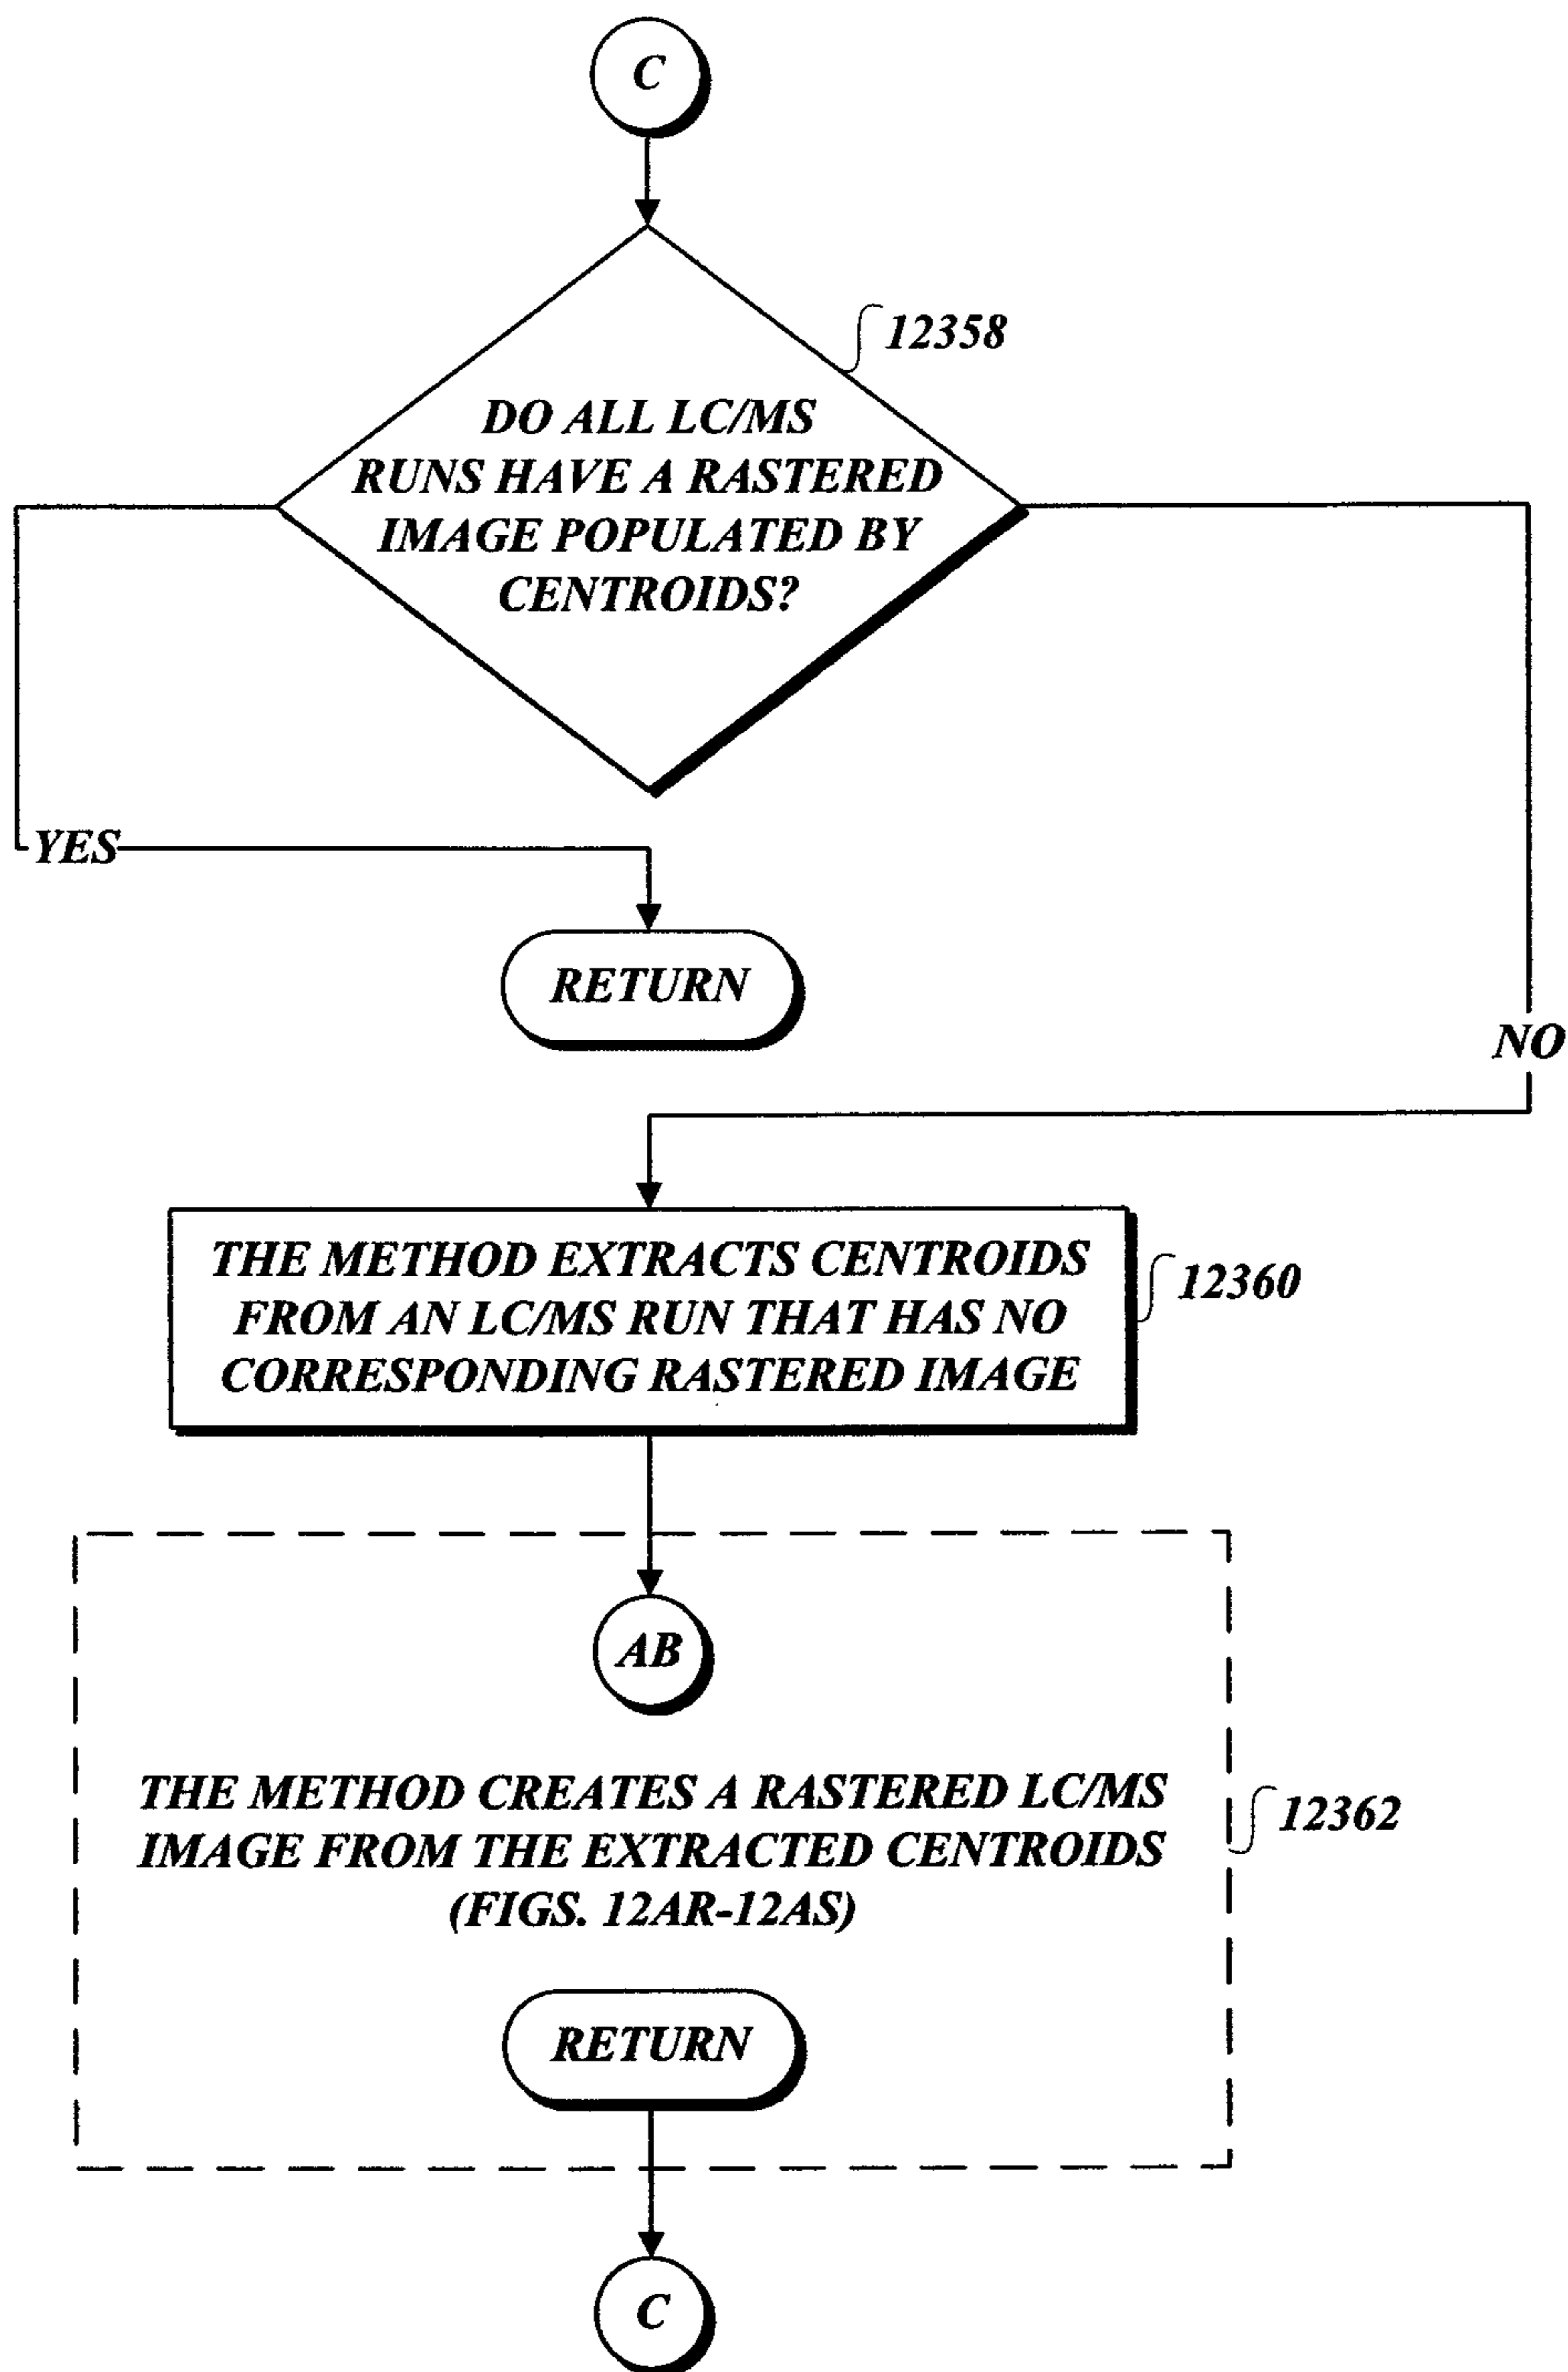 C
12358
DO ALL LC/MS
RUNS HAVE A RASTERED
IMAGE POPULATED BY
CENTROIDS?
YES
RETURN
NO
THE METHOD EXTRACTS CENTROIDS
FROM AN LC/MS RUN THAT HAS NO
CORRESPONDING RASTERED IMAGE
12360
AB
THE METHOD CREATES A RASTERED LC/MS
IMAGE FROM THE EXTRACTED CENTROIDS
(FIGS. 12AR-12AS)
12362
RETURN
C